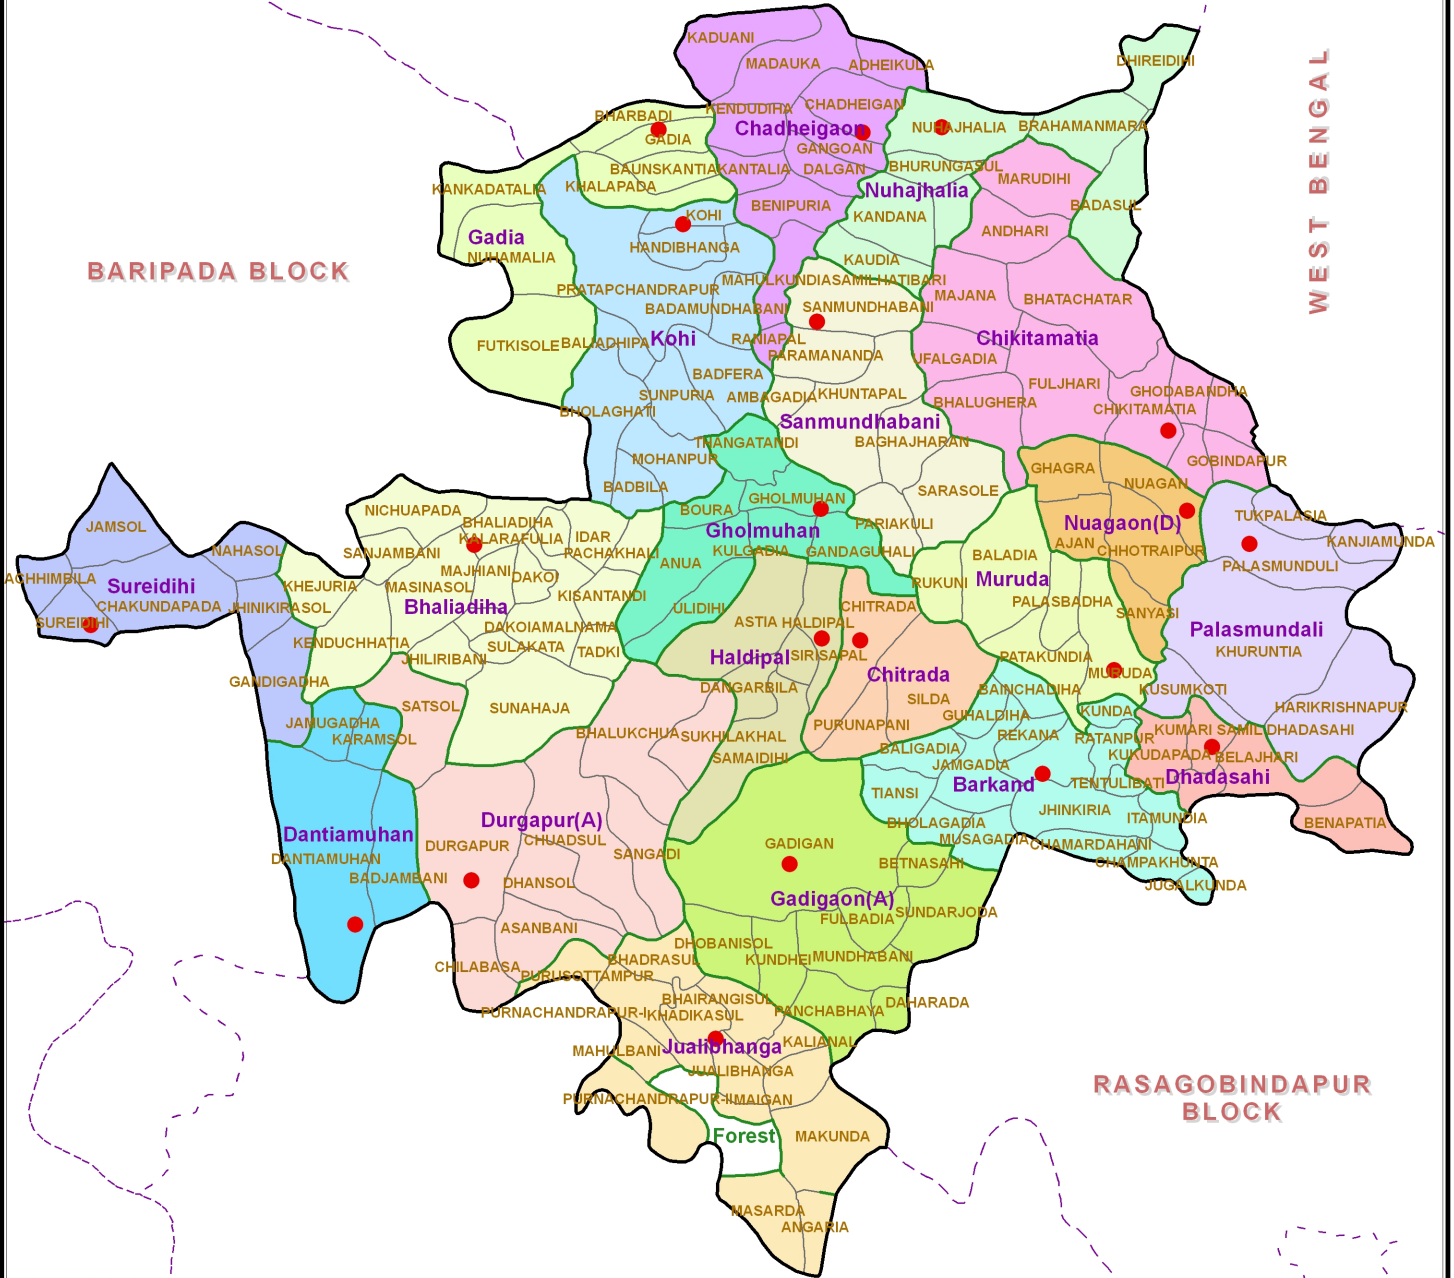 KADUANI
MADAUKA
ADHEIKULA
DHIREIDIHI
WEST BENGAL
BHARBADI
KENDUDIHA
CHADHEIGAN
Chadheigaon
GADIA
GANGOAN
NUHAJHALIA
BRAHAMANMARA
BAUNSKANTIA
KANTALIA
DALGAN
BHURUNGASUL
KANKADATALIA
KHALAPADA
Nuhajhalia
MARUDIHI
BENIPURIA
KANDANA
BADASUL
KOHI
Gadia
HANDIBHANGA
ANDHARI
NUHAMALIA
KAUDIA
BARIPADA BLOCK
MAHULKUNDIA
SAMILHATIBARI
PRATAPCHANDRAPUR
MAJANA
BHATACHATAR
BADAMUNDHABANI
SANMUNDHABANI
Kohi
RANIAPAL
Chikitamatia
FUTKISOLE
BALIADHIPA
PARAMANANDA
UFALGADIA
BADFERA
FULJHARI
SUNPURIA
AMBAGADIA
KHUNTAPAL
GHODABANDHA
BHALUGHERA
CHIKITAMATIA
BHOLAGHATI
Sanmundhabani
THANGATANDI
BAGHAJHARAN
MOHANPUR
GOBINDAPUR
GHAGRA
BADBILA
GHOLMUHAN
SARASOLE
NUAGAN
NICHUAPADA
BOURA
TUKPALASIA
JAMSOL
BHALIADIHA
Gholmuhan
PARIAKULI
Nuagaon(D)
KALARAFULIA
IDAR
AJAN
KANJIAMUNDA
NAHASOL
SANJAMBANI
PACHAKHALI
KULGADIA
GANDAGUHALI
BALADIA
CHHOTRAIPUR
ANUA
PALASMUNDULI
ACHHIMBILA
Sureidihi
KHEJURIA
MAJHIANI
DAKOI
MASINASOL
RUKUNI
Muruda
CHAKUNDAPADA
JHINIKIRASOL
Bhaliadiha
KISANTANDI
ULIDIHI
CHITRADA
PALASBADHA
SANYASI
SUREIDIHI
DAKOIAMALNAMA
ASTIA
HALDIPAL
Palasmundali
KENDUCHHATIA
SULAKATA
TADKI
Haldipal
SIRISAPAL
PATAKUNDIA
KHURUNTIA
JHILIRIBANI
Chitrada
MURUDA
GANDIGADHA
DANGARBILA
BAINCHADIHA
KUSUMKOTI
SATSOL
SUNAHAJA
SILDA
GUHALDIHA
KUNDA
HARIKRISHNAPUR
JAMUGADHA
PURUNAPANI
KARAMSOL
BHALUKCHUA
SUKHILAKHAL
REKANA
RATANPUR
KUMARI
SAMIL
DHADASAHI
SAMAIDIHI
BALIGADIA
KUKUDAPADA
BELAJHARI
JAMGADIA
Barkand
TENTULIBATI
Dhadasahi
TIANSI
JHINKIRIA
ITAMUNDIA
Durgapur(A)
BHOLAGADIA
BENAPATIA
Dantiamuhan
CHUADSUL
MUSAGADIA
CHAMARDAHANI
DURGAPUR
GADIGAN
DANTIAMUHAN
SANGADI
BETNASAHI
CHAMPAKHUNTA
BADJAMBANI
DHANSOL
JUGALKUNDA
Gadigaon(A)
FULBADIA
SUNDARJODA
ASANBANI
DHOBANISOL
CHILABASA
BHADRASUL
KUNDHEI
MUNDHABANI
PURUSOTTAMPUR
BHAIRANGISUL
DAHARADA
PURNACHANDRAPUR-I
KHADIKASUL
PANCHABHAYA
MAHULBANI
Jualibhanga
KALIANAL
JUALIBHANGA
RASAGOBINDAPUR
BLOCK
PURNACHANDRAPUR-II
MAIGAN
Forest
MAKUNDA
MASARDA
ANGARIA